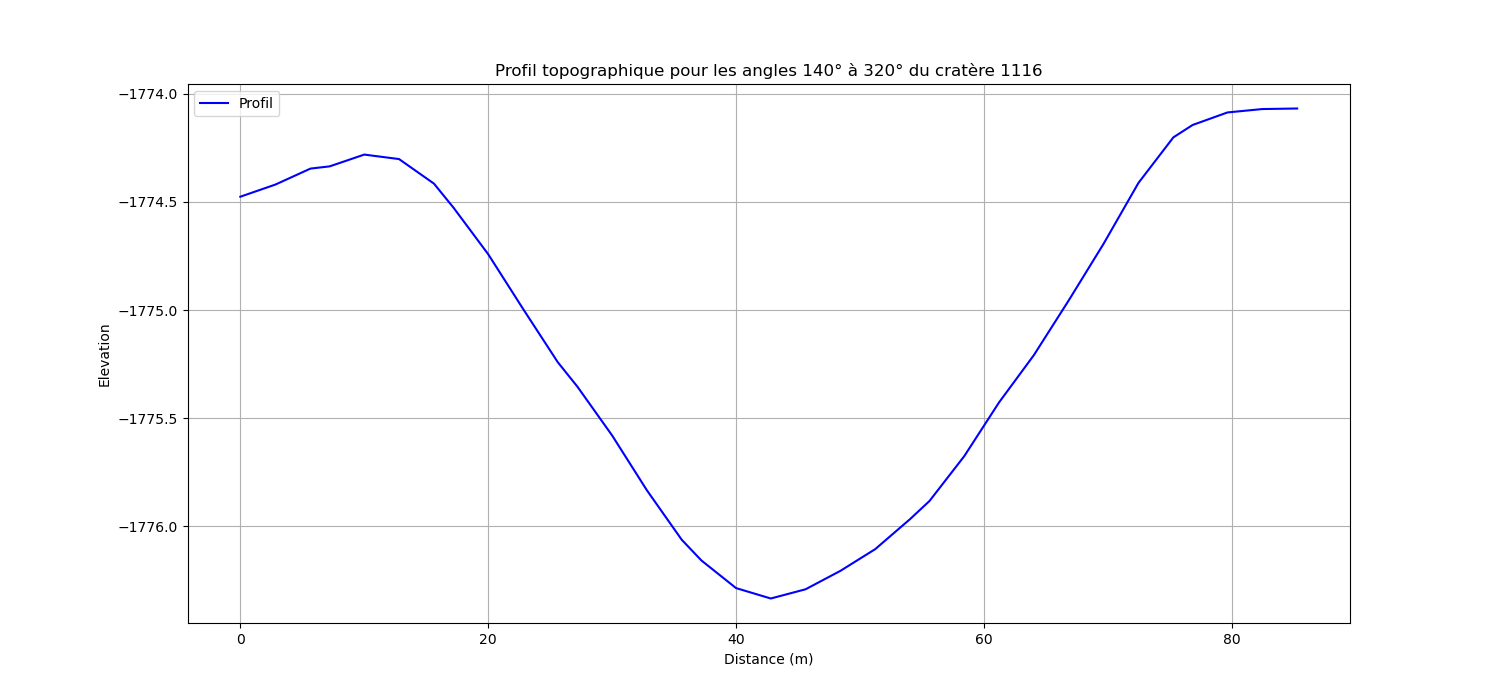 Profil topographique pour les angles 140° à 320° du cratère 1116
Profil
−1774.0
−1774.5
−1775.0
−1775.5
−1776.0
Elevation
0 20 40 60 80
Distance (m)